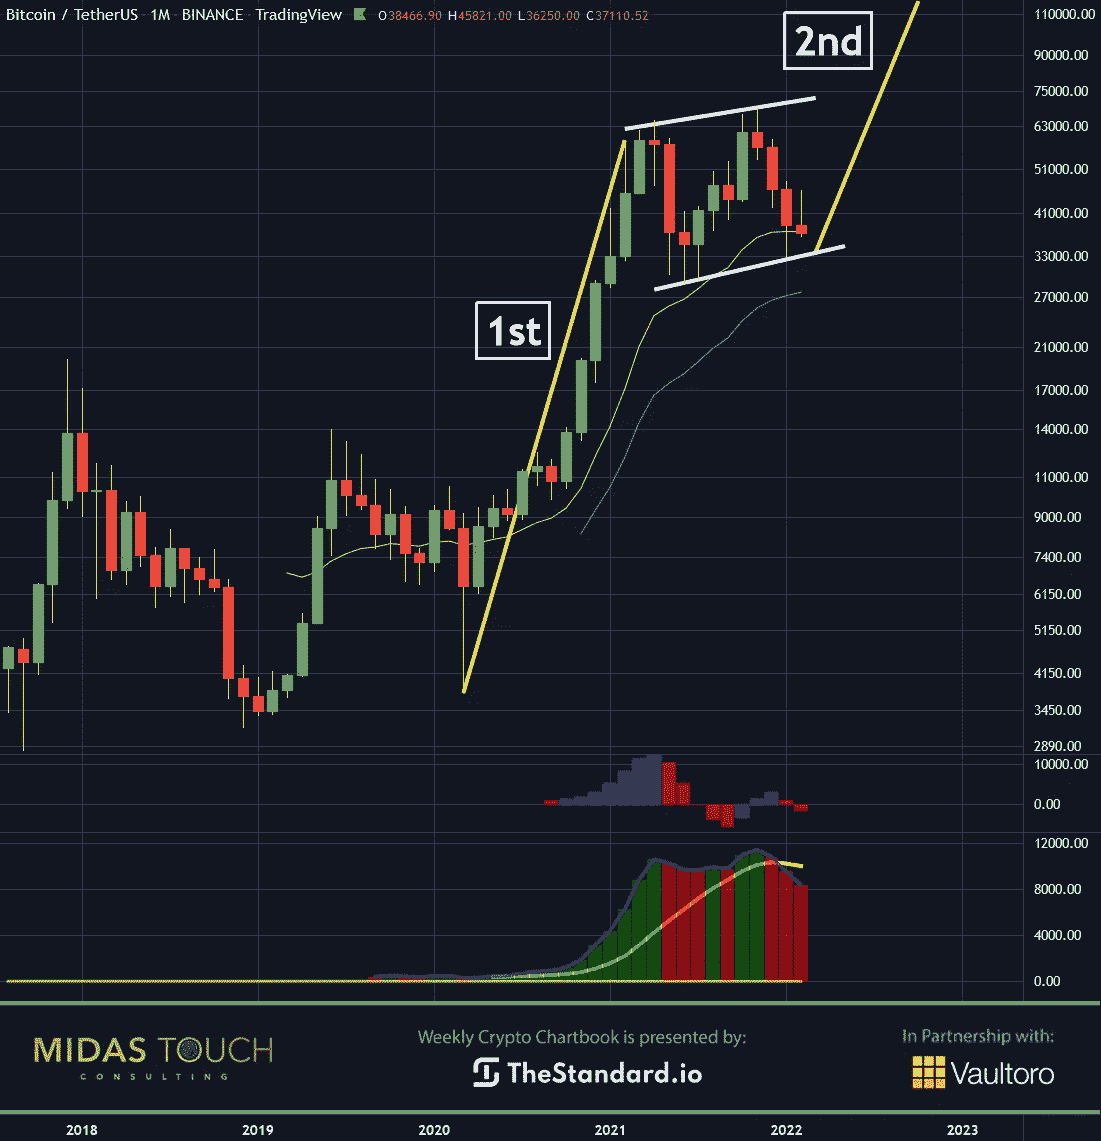 Bitcoin / TetherUS 1M BINANCE TradingView O38466.90 H45821.00 L36250.00 C37110.52
110000.00
2nd
90000.00
75000.00
63000.00
51000.00
41000.00
33000.00
27000.00
1st
21000.00
17000.00
14000.00
11000.00
9000.00
7400.00
6150.00
5150.00
4150.00
3450.00
2890.00
10000.00
0.00
12000.00
8000.00
4000.00
0.00
MIDAS TOUCH
CONSULTING
Weekly Crypto Chartbook is presented by:
TheStandard.io
In Partnership with:
Vaultoro
2018 2019 2020 2021 2022 2023